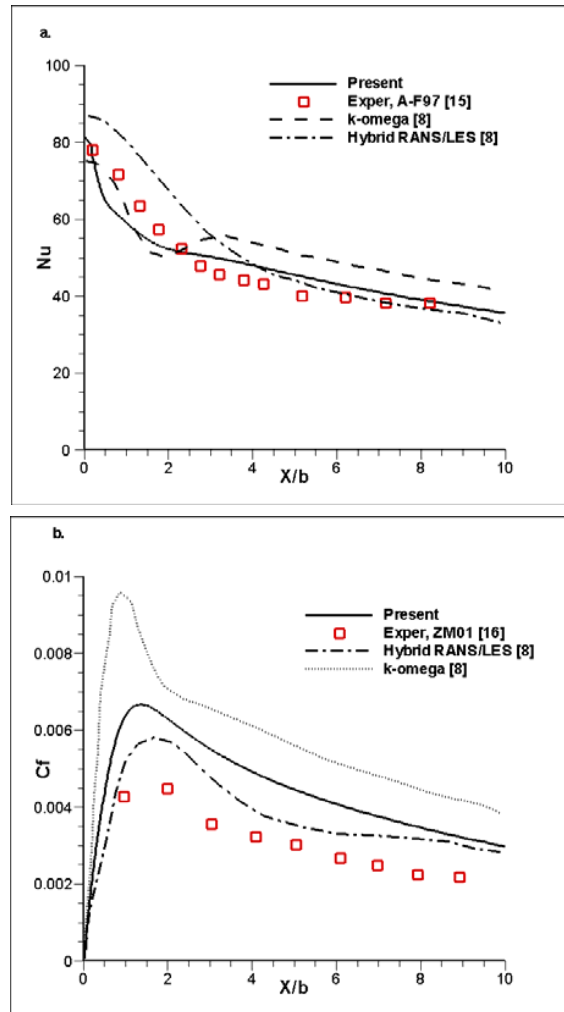 a.
100
80
60
40
20
0
Nu
0 2 4 6 8 10
X/b
Present
Exper, A-F97 [15]
k-omega [8]
Hybrid RANS/LES [8]
b.
0.01
0.008
0.006
0.004
0.002
0
Cf
0 2 4 6 8 10
X/b
Present
Exper, ZM01 [16]
Hybrid RANS/LES [8]
k-omega [8]